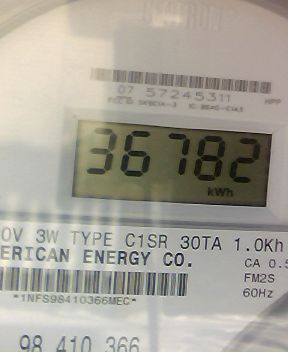 07 57245311
HPP
36782
kWh
0V 3W TYPE C1SR 30TA 1.0Kh
ERICAN ENERGY CO.
CA 0.5
FM2S
60Hz
*1NFS98410366MEC*
98 410 366